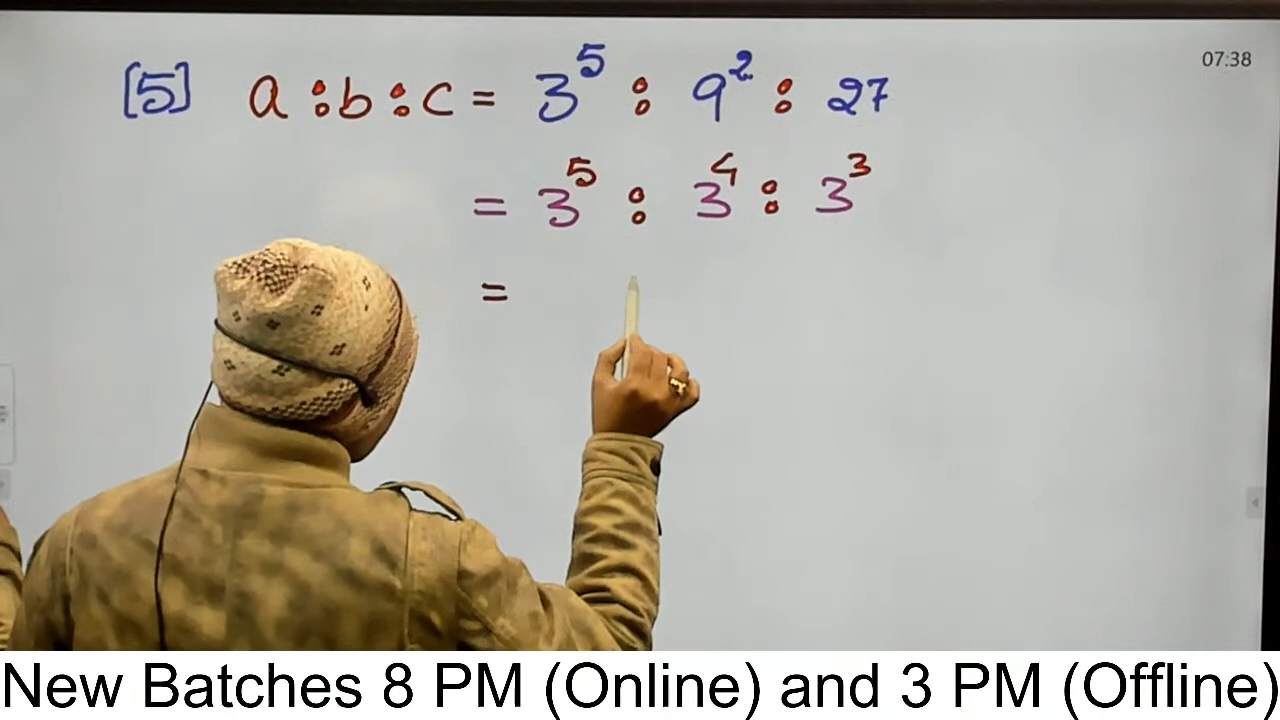 07:38
[5] a : b : c = 3⁵ : 9² : 27
= 3⁵ : 3⁴ : 3³
=
New Batches 8 PM (Online) and 3 PM (Offline)